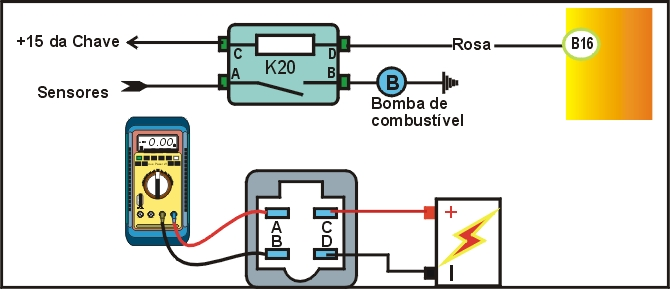 +15 da Chave
C
D
Rosa
B16
A
K20
B
Sensores
B
Bomba de
combustível
-0.00
A
C
B
D
+